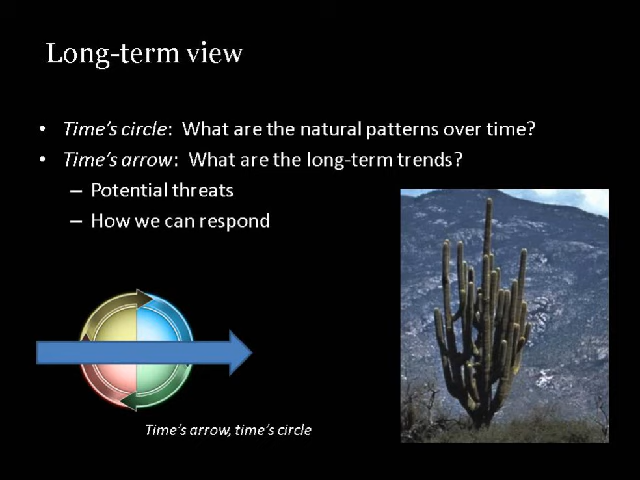 Long-term view
• Time's circle: What are the natural patterns over time?
• Time's arrow: What are the long-term trends?
– Potential threats
– How we can respond
Time's arrow, time's circle